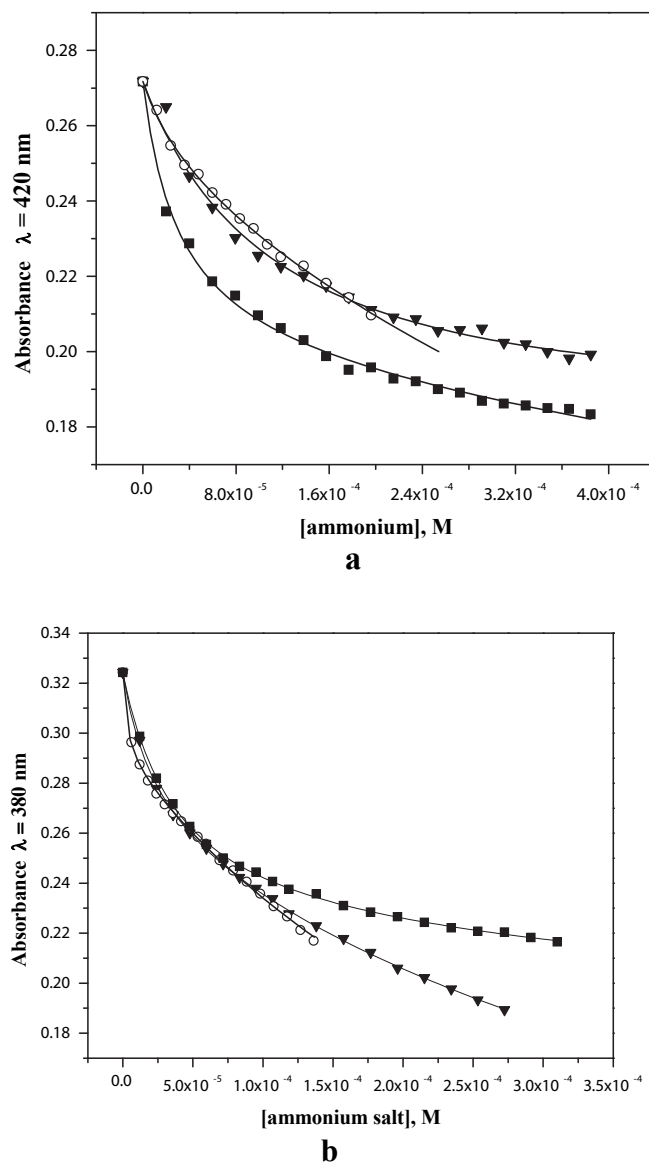 Absorbance λ = 420 nm
0.28
0.26
0.24
0.22
0.20
0.18
0.0 8.0x10⁻⁵ 1.6x10⁻⁴ 2.4x10⁻⁴ 3.2x10⁻⁴ 4.0x10⁻⁴
[ammonium], M
a
Absorbance λ = 380 nm
0.34
0.32
0.30
0.28
0.26
0.24
0.22
0.20
0.18
0.0 5.0x10⁻⁵ 1.0x10⁻⁴ 1.5x10⁻⁴ 2.0x10⁻⁴ 2.5x10⁻⁴ 3.0x10⁻⁴ 3.5x10⁻⁴
[ammonium salt], M
b